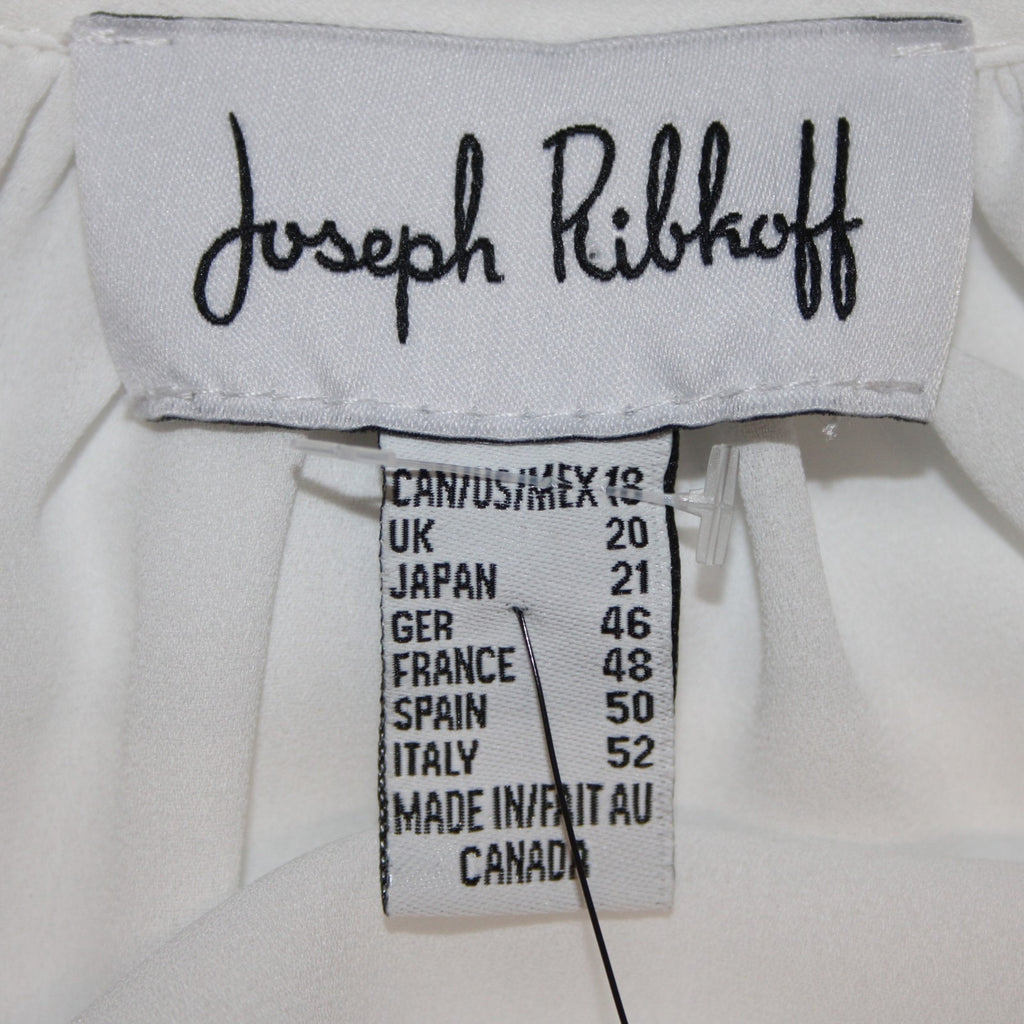 Joseph Ribkoff
CAN/US/MEX 18
UK 20
JAPAN 21
GER 46
FRANCE 48
SPAIN 50
ITALY 52
MADE IN/FAIT AU
CANADA